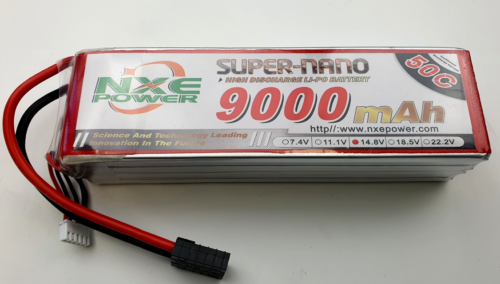 NXE
POWER
SUPER-NANO
HIGH DISCHARGE LI-PO BATTERY
50C
9000 mAh
Science And Technology Leading
Innovation In The Future
http//:www.nxepower.com
7.4V 11.1V 14.8V 18.5V 22.2V